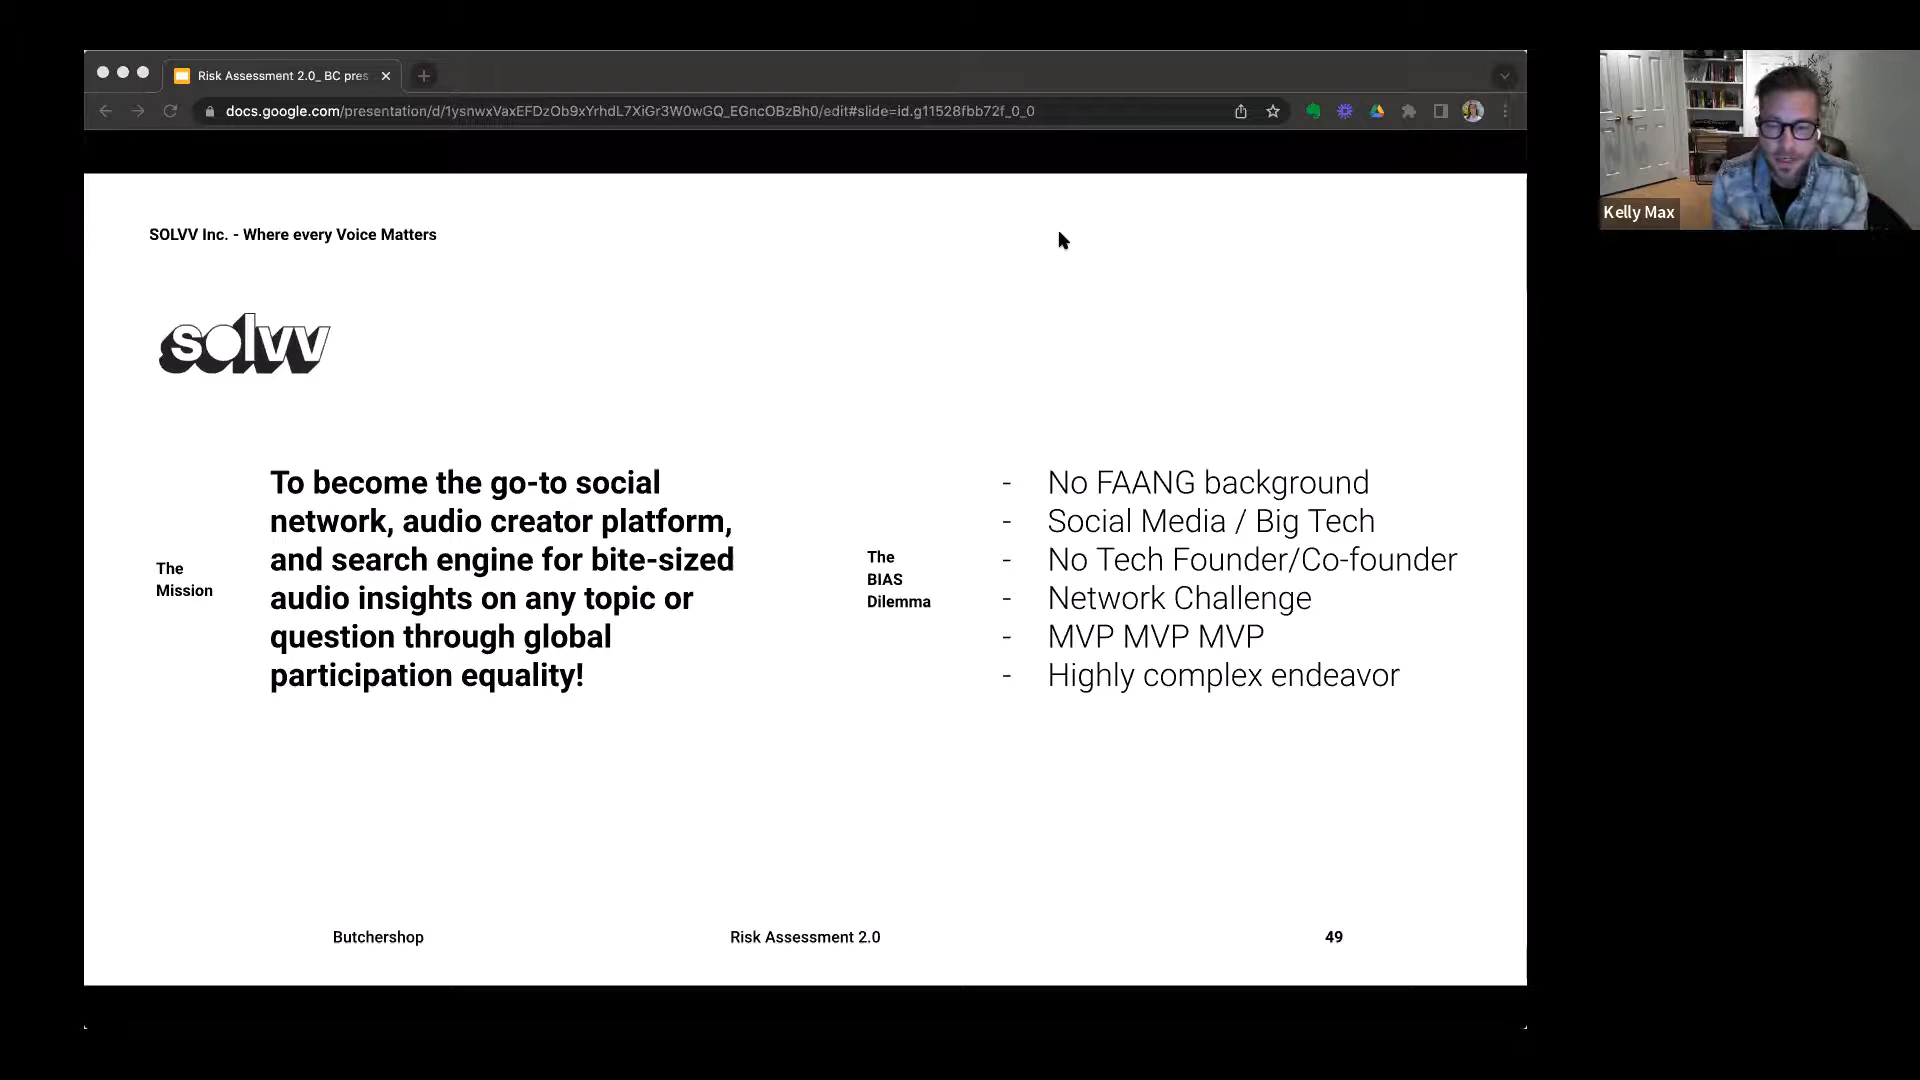 Risk Assessment 2.0_ BC pres
docs.google.com/presentation/d/1ysnwxVaxEFDzOb9xYrhdL7XiGr3W0wGQ_EGncOBzBh0/edit#slide=id.g11528fbb72f_0_0
Kelly Max
SOLVV Inc. - Where every Voice Matters
solvv
The
Mission
To become the go-to social
network, audio creator platform,
and search engine for bite-sized
audio insights on any topic or
question through global
participation equality!
The
BIAS
Dilemma
- No FAANG background
- Social Media / Big Tech
- No Tech Founder/Co-founder
- Network Challenge
- MVP MVP MVP
- Highly complex endeavor
Butchershop
Risk Assessment 2.0
49